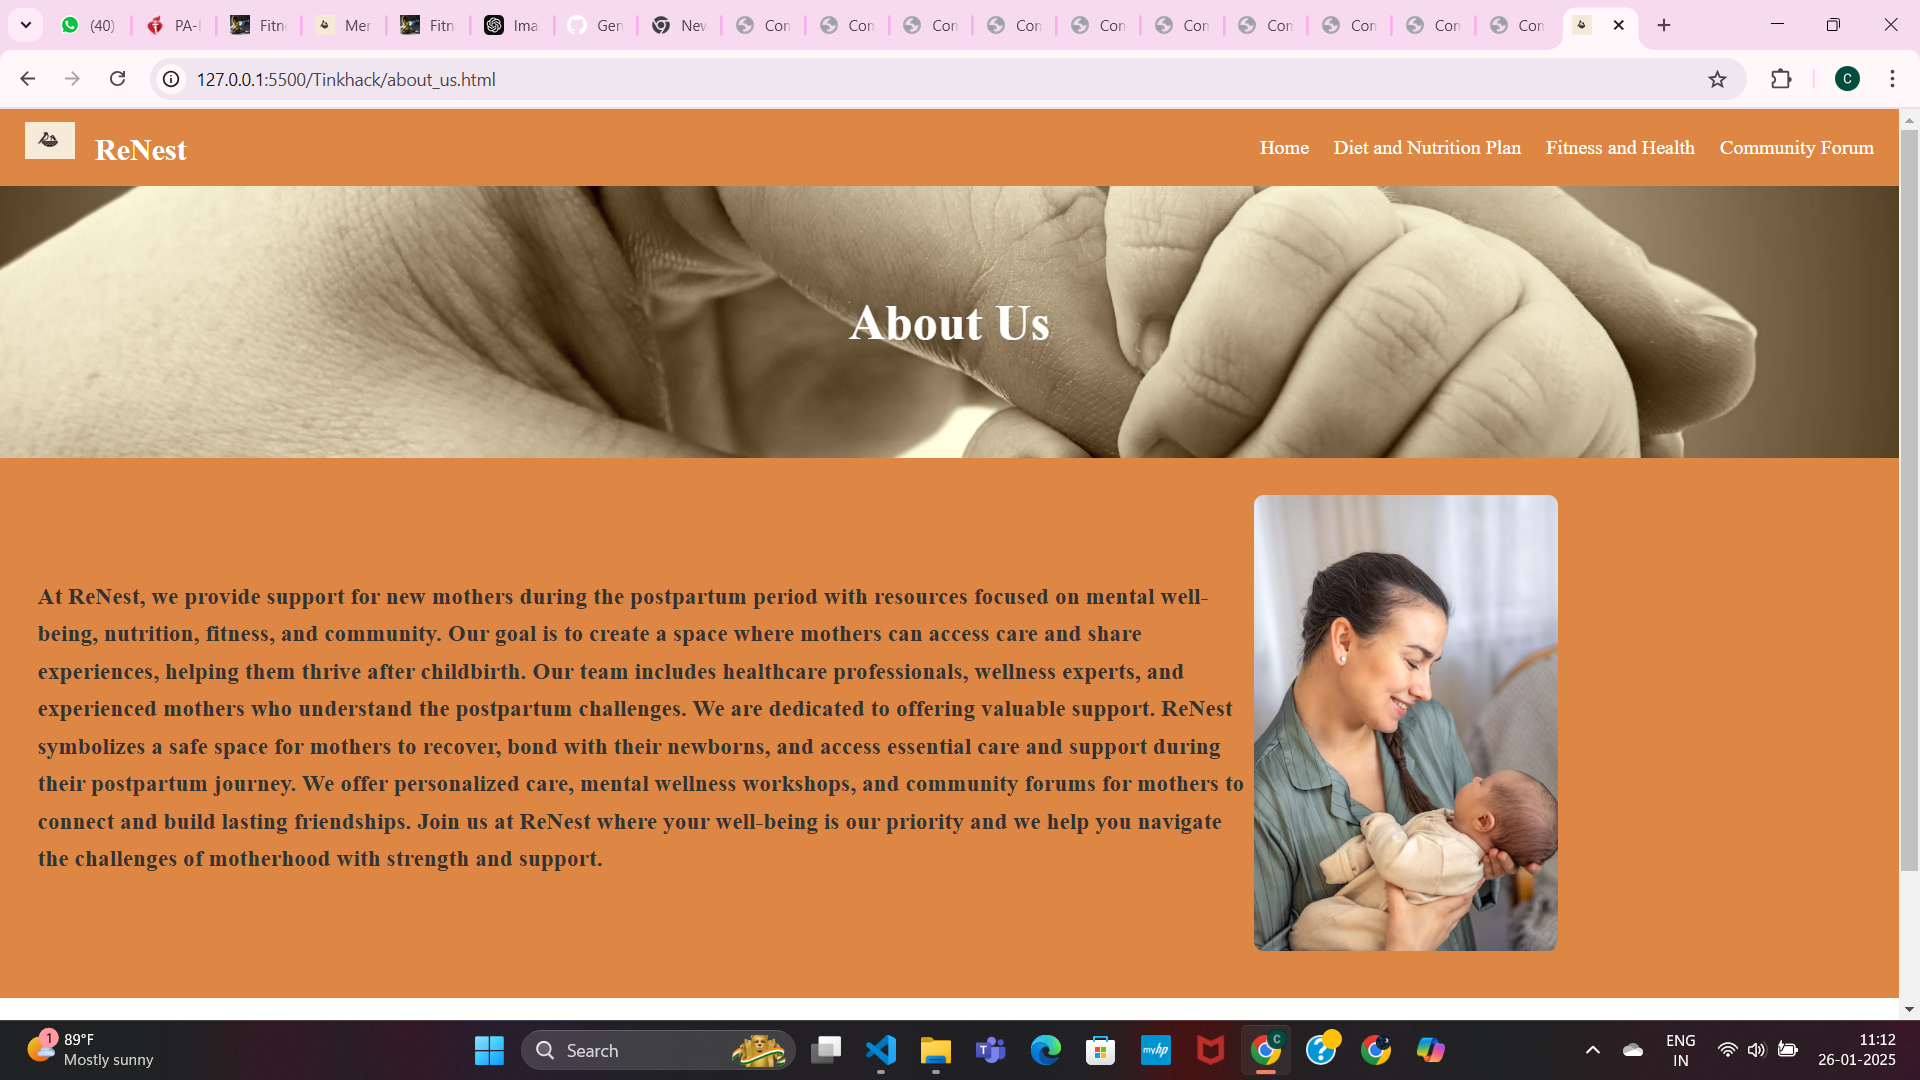 (40)
PA-
Fitn
Mer
Fitn
Ima
Gen
Nev
Con
Con
Con
Con
Con
Con
Con
Con
Con
Con
127.0.0.1:5500/Tinkhack/about_us.html
C
ReNest
Home
Diet and Nutrition Plan
Fitness and Health
Community Forum
About Us
At ReNest, we provide support for new mothers during the postpartum period with resources focused on mental well-
being, nutrition, fitness, and community. Our goal is to create a space where mothers can access care and share
experiences, helping them thrive after childbirth. Our team includes healthcare professionals, wellness experts, and
experienced mothers who understand the postpartum challenges. We are dedicated to offering valuable support. ReNest
symbolizes a safe space for mothers to recover, bond with their newborns, and access essential care and support during
their postpartum journey. We offer personalized care, mental wellness workshops, and community forums for mothers to
connect and build lasting friendships. Join us at ReNest where your well-being is our priority and we help you navigate
the challenges of motherhood with strength and support.
1
89°F
Mostly sunny
Search
myhp
C
ENG
IN
11:12
26-01-2025